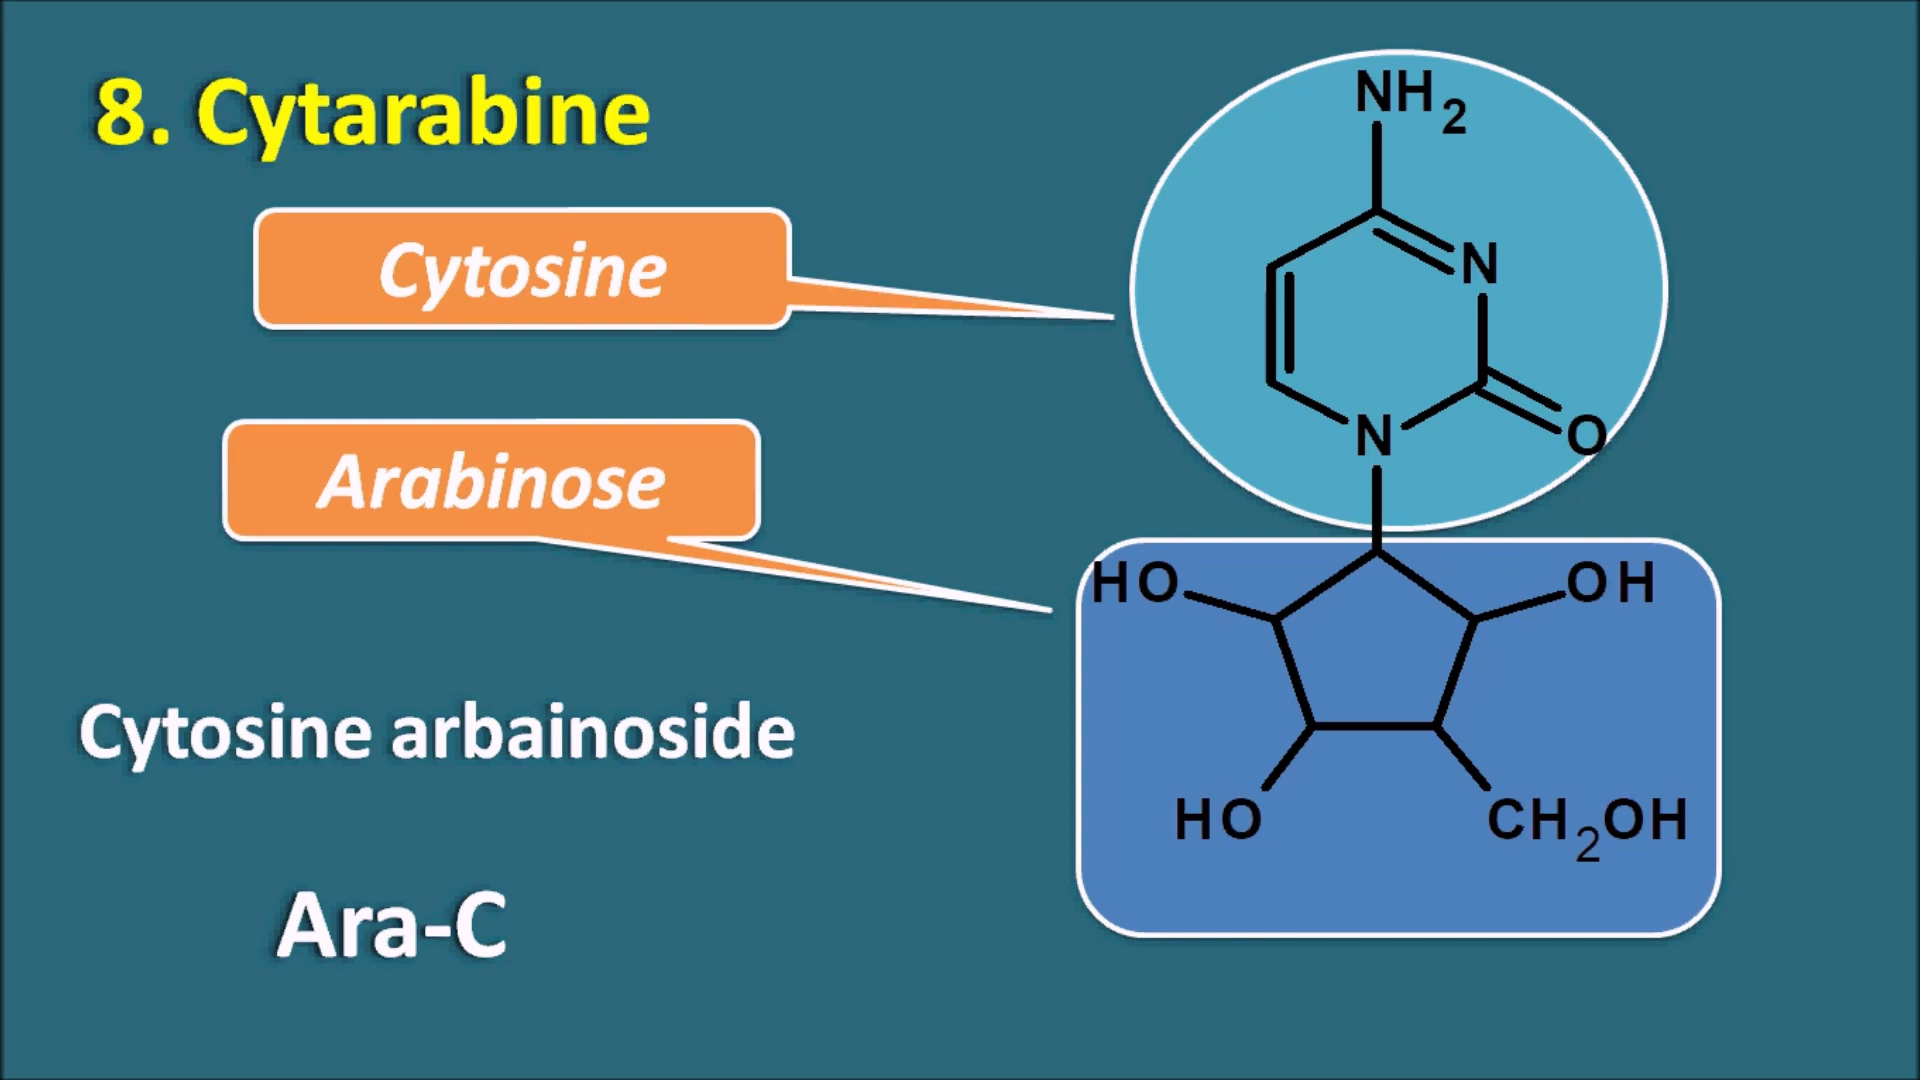 8. Cytarabine
Cytosine
Arabinose
Cytosine arbainoside
Ara-C
NH2
N
N
O
HO
OH
HO
CH2OH